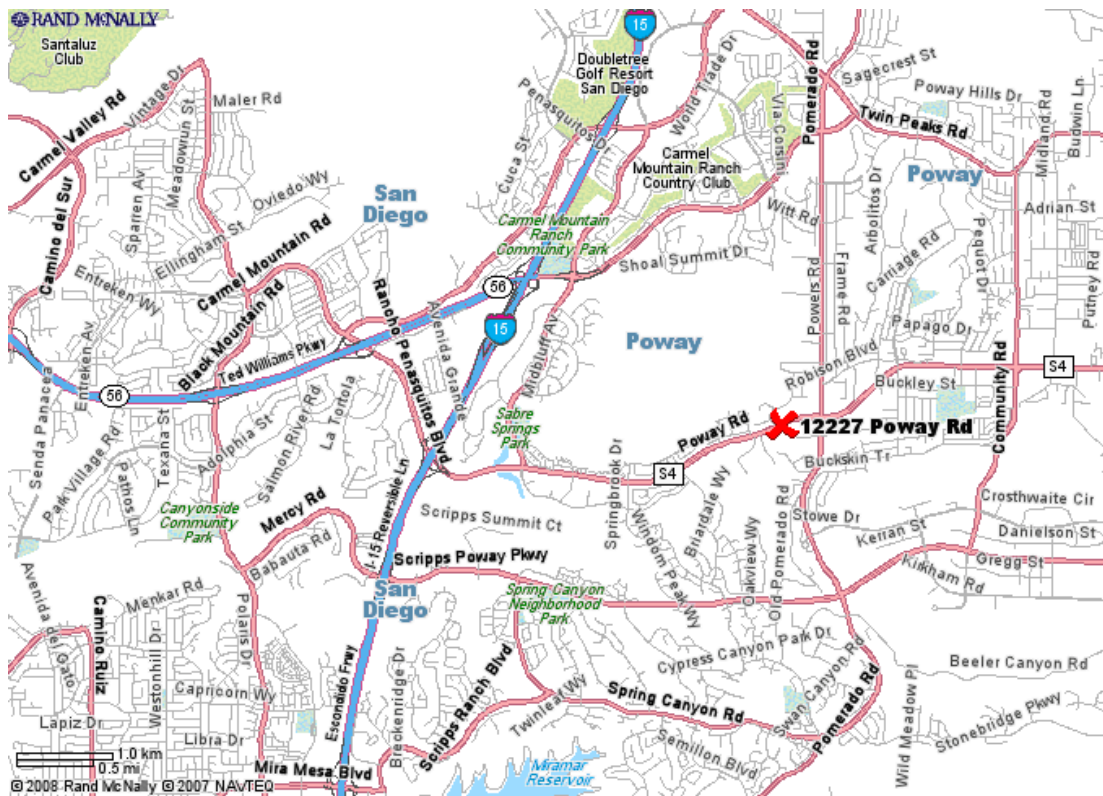 RAND MCNALLY
Santaluz
Club
15
Doubletree
Golf Resort
San Diego
World Trade Dr
Pomerado Rd
Sagecrest St
Poway Hills Dr
Carmel Valley Rd
Vintage Dr
Maler Rd
Penasquitos Dr
Via Corsini
Twin Peaks Rd
Midland Rd
Budwin Ln
Meadowrun St
Cuca St
Carmel
Mountain Ranch
Country Club
San
Diego
Poway
Camino del Sur
Sparren Av
Oviedo Wy
Ellingham St
Carmel Mountain Rd
Carmel Mountain
Ranch
Community Park
Witt Rd
Arbolitos Dr
Pequot Dr
Adrian St
Shoal Summit Dr
Carriage Rd
Putney Rd
Entreken Wy
Black Mountain Rd
Rancho Penasquitos Blvd
56
Avenida Grande
15
Midbluff Av
Powers Rd
Frame Rd
Papago Dr
Poway
Entreken Av
Ted Williams Pkwy
Robison Blvd
Community Rd
S4
56
Senda Panacea
La Tortola
Buckley St
Sabre
Springs
Park
Poway Rd
12227 Poway Rd
Park Village Rd
Texana St
Adolphia St
Salmon River Rd
S4
Buckskin Tr
Pathos Ln
I-15 Reversible Ln
Springbrook Dr
Canyonside
Community
Park
Mercy Rd
Scripps Summit Ct
Windom Peak Wy
Briardale Wy
Oakview Wy
Old Pomerado Rd
Stowe Dr
Crosthwaite Cir
Kerran St
Danielson St
Babauta Rd
Scripps Poway Pkwy
Gregg St
Kirkham Rd
Avenida del Gato
Menkar Rd
San
Diego
Spring Canyon
Neighborhood
Park
Camino Ruiz
Polaris Dr
Cypress Canyon Park Dr
Beeler Canyon Rd
Westonhill Dr
Capricorn Wy
Escondido Frwy
Breckenridge Dr
Scripps Ranch Blvd
Twinleaf Wy
Spring Canyon Rd
Swan Canyon Rd
Pomerado Rd
Wild Meadow Pl
Stonebridge Pkwy
Lapiz Dr
Libra Dr
Semillon Blvd
1.0 km
0.5 mi
Mira Mesa Blvd
Miramar
Reservoir
©2008 Rand McNally ©2007 NAVTEQ